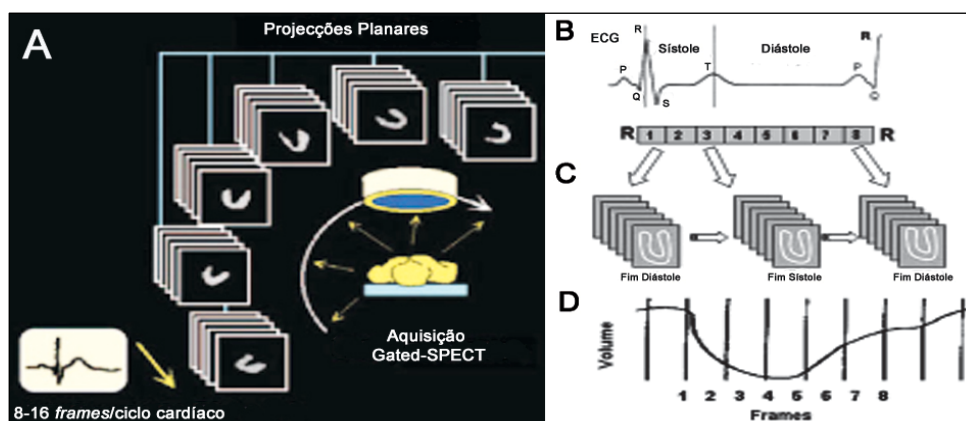 A
Projecções Planares
Aquisição
Gated-SPECT
8-16 frames/ciclo cardíaco
B
ECG
R
Sístole
Diástole
R
P
T
P
Q
S
Q
R 1 2 3 4 5 6 7 8 R
C
Fim Diástole
Fim Sístole
Fim Diástole
D
Volume
1 2 3 4 5 6 7 8
Frames